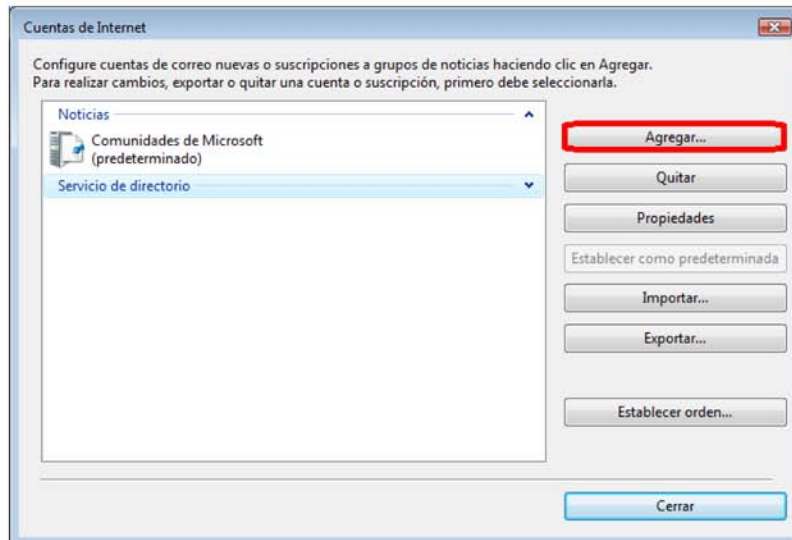 Cuentas de Internet
Configure cuentas de correo nuevas o suscripciones a grupos de noticias haciendo clic en Agregar.
Para realizar cambios, exportar o quitar una cuenta o suscripción, primero debe seleccionarla.
Noticias
Comunidades de Microsoft
(predeterminado)
Servicio de directorio
Agregar...
Quitar
Propiedades
Establecer como predeterminada
Importar...
Exportar...
Establecer orden...
Cerrar